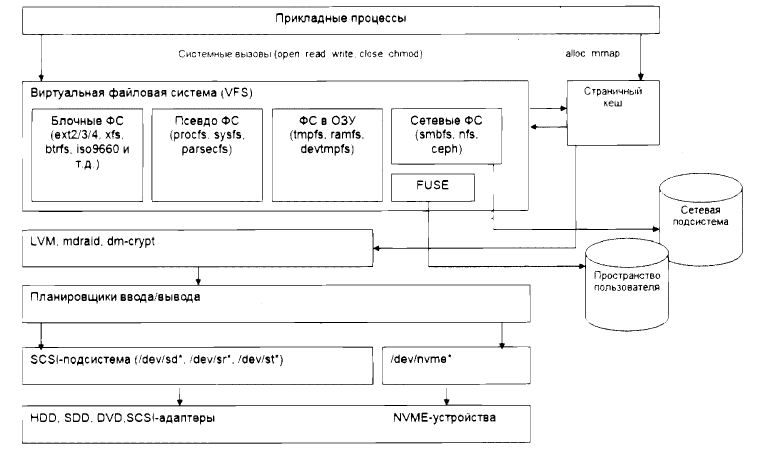 Прикладные процессы
Системные вызовы (open read write, close chmod)
alloc mmap
Виртуальная файловая система (VFS)
Страничный
кеш
Блочные ФС
(ext2/3/4, xfs,
btrfs, iso9660 и
т.д.)
Псевдо ФС
(procfs, sysfs,
parsecfs)
ФС в ОЗУ
(tmpfs, ramfs,
devtmpfs)
Сетевые ФС
(smbfs, nfs,
ceph)
FUSE
Сетевая
подсистема
LVM, mdraid, dm-crypt
Пространство
пользователя
Планировщики ввода/вывода
SCSI-подсистема (/dev/sd*, /dev/sr*, /dev/st*)
/dev/nvme*
HDD, SDD, DVD,SCSI-адаптеры
NVME-устройства